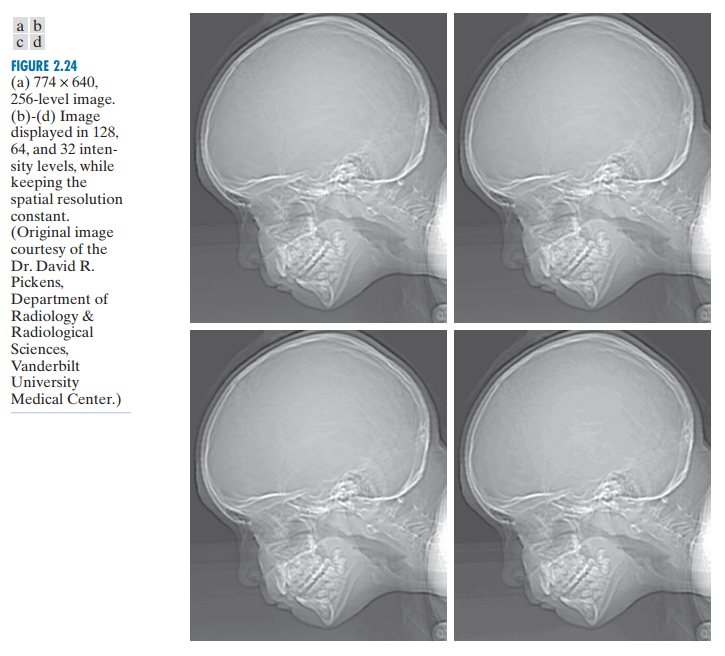 a b
c d
FIGURE 2.24
(a) 774 × 640,
256-level image.
(b)-(d) Image
displayed in 128,
64, and 32 inten-
sity levels, while
keeping the
spatial resolution
constant.
(Original image
courtesy of the
Dr. David R.
Pickens,
Department of
Radiology &
Radiological
Sciences,
Vanderbilt
University
Medical Center.)